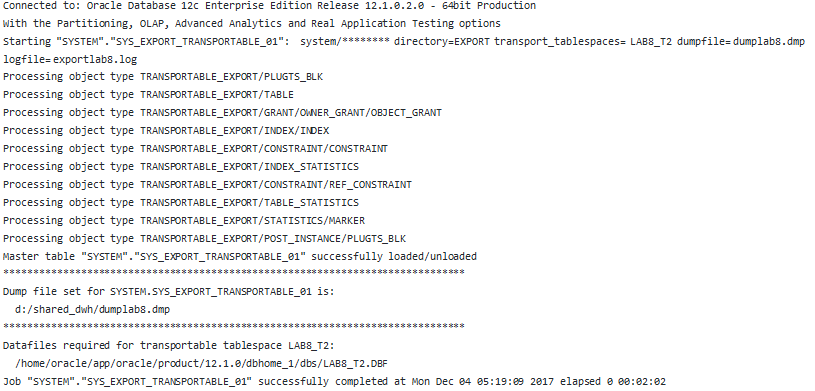 Connected to: Oracle Database 12c Enterprise Edition Release 12.1.0.2.0 - 64bit Production
With the Partitioning, OLAP, Advanced Analytics and Real Application Testing options
Starting "SYSTEM"."SYS_EXPORT_TRANSPORTABLE_01": system/******** directory=EXPORT transport_tablespaces= LAB8_T2 dumpfile=dumplab8.dmp
logfile=exportlab8.log
Processing object type TRANSPORTABLE_EXPORT/PLUGTS_BLK
Processing object type TRANSPORTABLE_EXPORT/TABLE
Processing object type TRANSPORTABLE_EXPORT/GRANT/OWNER_GRANT/OBJECT_GRANT
Processing object type TRANSPORTABLE_EXPORT/INDEX/INDEX
Processing object type TRANSPORTABLE_EXPORT/CONSTRAINT/CONSTRAINT
Processing object type TRANSPORTABLE_EXPORT/INDEX_STATISTICS
Processing object type TRANSPORTABLE_EXPORT/CONSTRAINT/REF_CONSTRAINT
Processing object type TRANSPORTABLE_EXPORT/TABLE_STATISTICS
Processing object type TRANSPORTABLE_EXPORT/STATISTICS/MARKER
Processing object type TRANSPORTABLE_EXPORT/POST_INSTANCE/PLUGTS_BLK
Master table "SYSTEM"."SYS_EXPORT_TRANSPORTABLE_01" successfully loaded/unloaded
******************************************************************************
Dump file set for SYSTEM.SYS_EXPORT_TRANSPORTABLE_01 is:
d:/shared_dwh/dumplab8.dmp
******************************************************************************
Datafiles required for transportable tablespace LAB8_T2:
/home/oracle/app/oracle/product/12.1.0/dbhome_1/dbs/LAB8_T2.DBF
Job "SYSTEM"."SYS_EXPORT_TRANSPORTABLE_01" successfully completed at Mon Dec 04 05:19:09 2017 elapsed 0 00:02:02